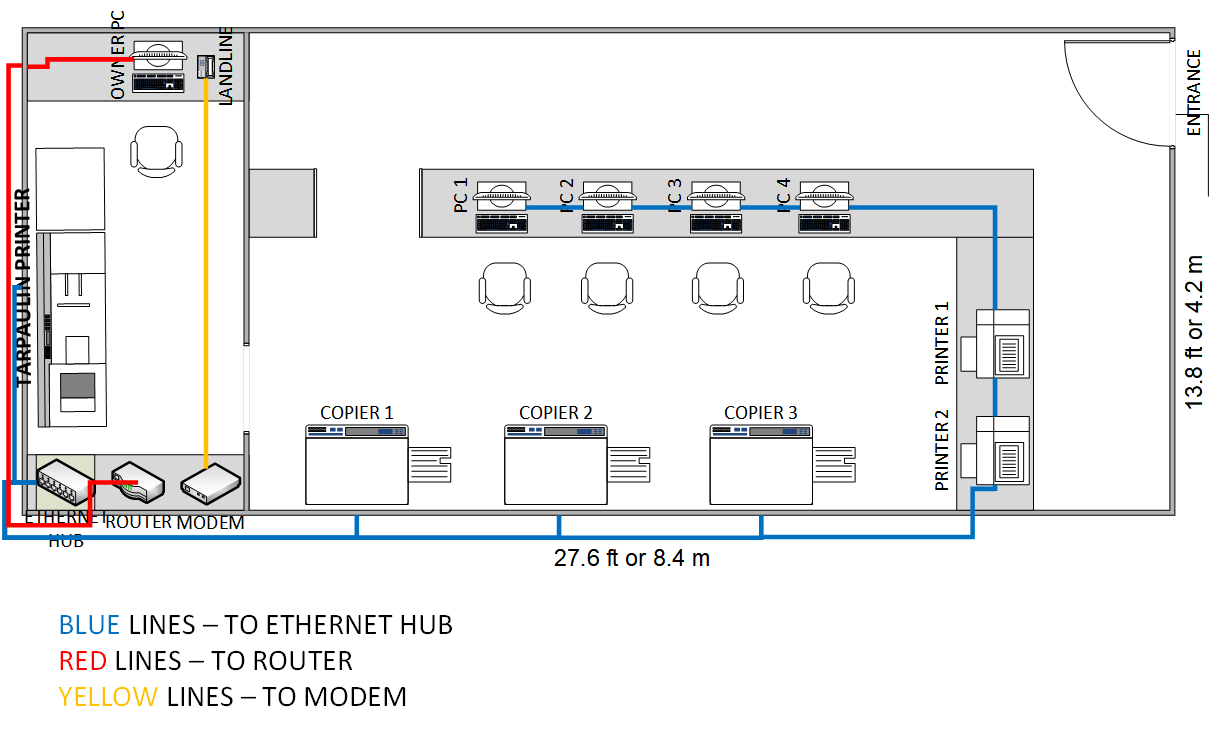 OWNER PC
LANDLINE
ENTRANCE
PC 1
PC 2
PC 3
PC 4
TARPAULIN PRINTER
13.8 ft or 4.2 m
PRINTER 1
PRINTER 2
COPIER 1
COPIER 2
COPIER 3
ETHERNET
HUB
ROUTER
MODEM
27.6 ft or 8.4 m
BLUE LINES – TO ETHERNET HUB
RED LINES – TO ROUTER
YELLOW LINES – TO MODEM